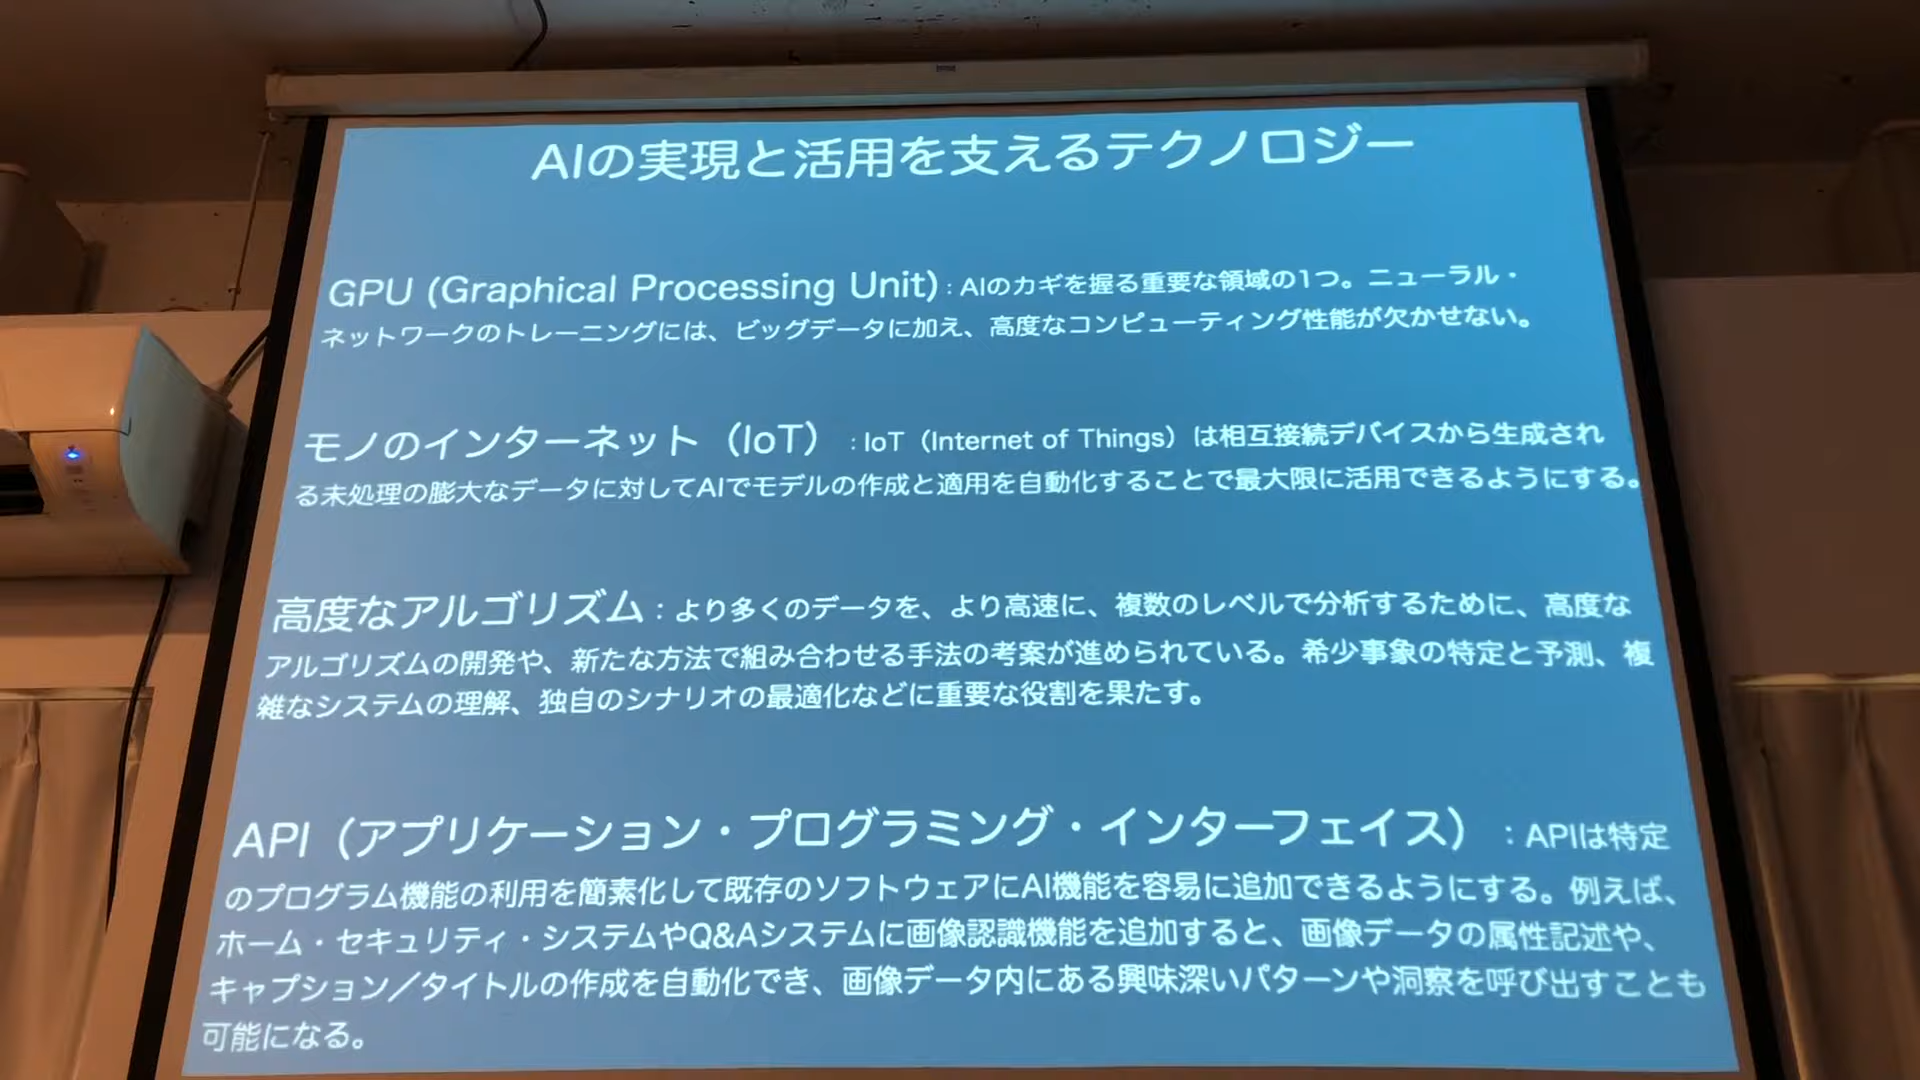 AIの実現と活用を支えるテクノロジー
GPU (Graphical Processing Unit) : AIのカギを握る重要な領域の1つ。ニューラル・
ネットワークのトレーニングには、ビッグデータに加え、高度なコンピューティング性能が欠かせない。
モノのインターネット（IoT） : IoT（Internet of Things）は相互接続デバイスから生成され
る未処理の膨大なデータに対してAIでモデルの作成と適用を自動化することで最大限に活用できるようにする。
高度なアルゴリズム : より多くのデータを、より高速に、複数のレベルで分析するために、高度な
アルゴリズムの開発や、新たな方法で組み合わせる手法の考案が進められている。希少事象の特定と予測、複
雑なシステムの理解、独自のシナリオの最適化などに重要な役割を果たす。
API（アプリケーション・プログラミング・インターフェイス） : APIは特定
のプログラム機能の利用を簡素化して既存のソフトウェアにAI機能を容易に追加できるようにする。例えば、
ホーム・セキュリティ・システムやQ&Aシステムに画像認識機能を追加すると、画像データの属性記述や、
キャプション／タイトルの作成を自動化でき、画像データ内にある興味深いパターンや洞察を呼び出すことも
可能になる。